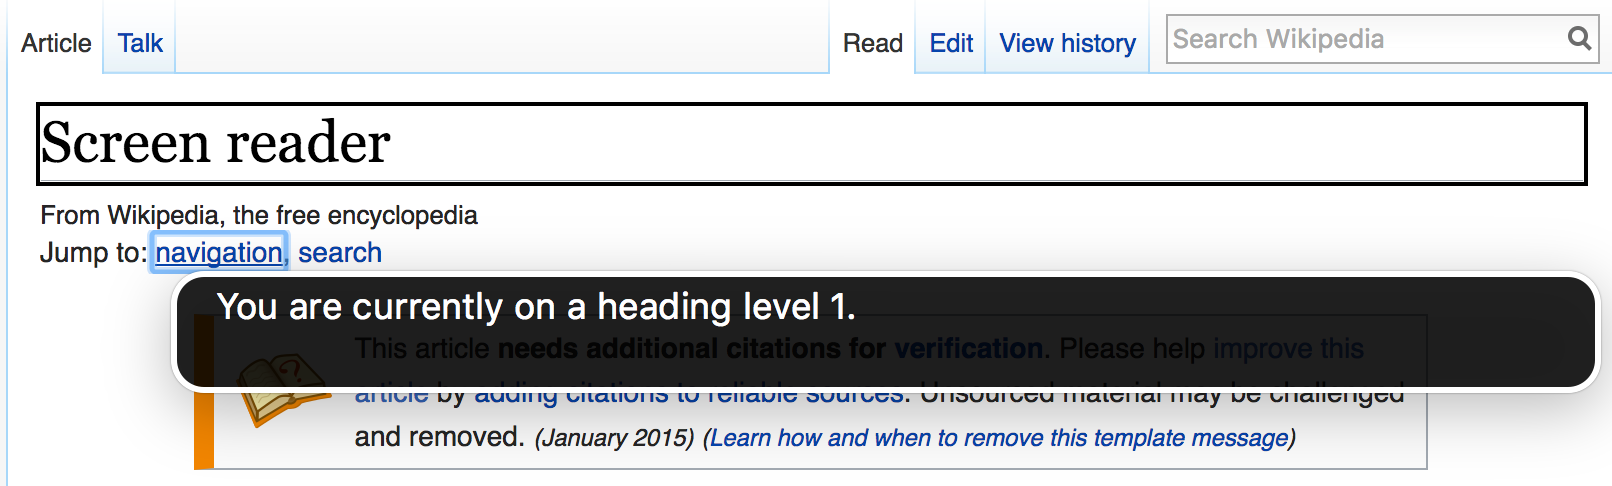 Article Talk Read Edit View history Search Wikipedia
Screen reader
From Wikipedia, the free encyclopedia
Jump to: navigation, search
You are currently on a heading level 1.
This article needs additional citations for verification. Please help improve this
article by adding citations to reliable sources. Unsourced material may be challenged
and removed. (January 2015) (Learn how and when to remove this template message)